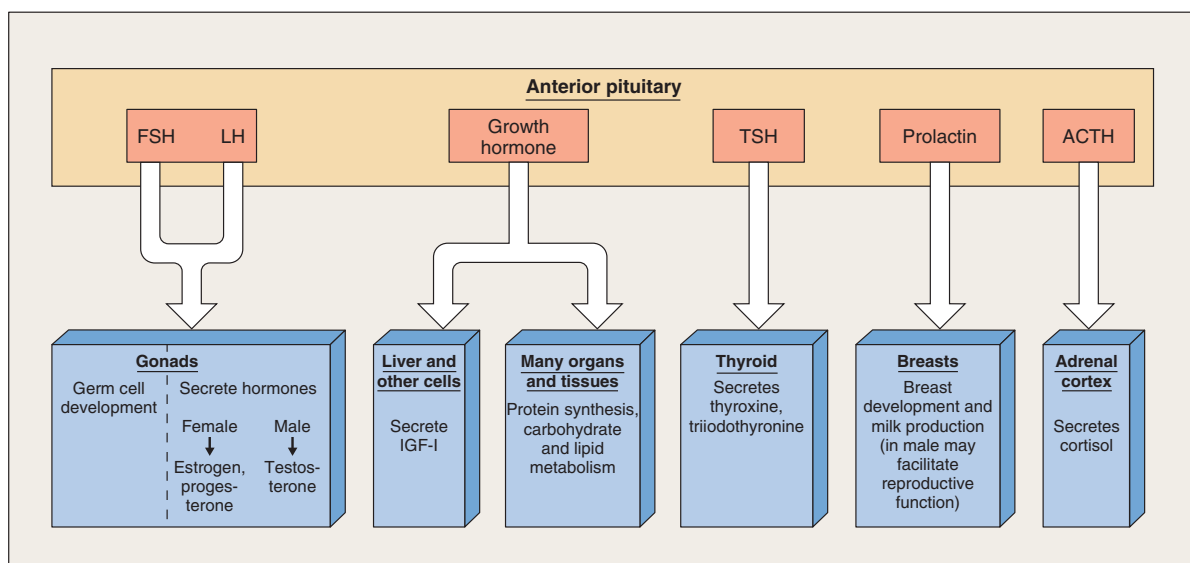 Anterior pituitary
FSH LH
Growth
hormone
TSH
Prolactin
ACTH
Gonads
Germ cell
development
Secrete hormones
Female
Estrogen,
proges-
terone
Male
Testos-
terone
Liver and
other cells
Secrete
IGF-I
Many organs
and tissues
Protein synthesis,
carbohydrate
and lipid
metabolism
Thyroid
Secretes
thyroxine,
triiodothyronine
Breasts
Breast
development and
milk production
(in male may
facilitate
reproductive
function)
Adrenal
cortex
Secretes
cortisol